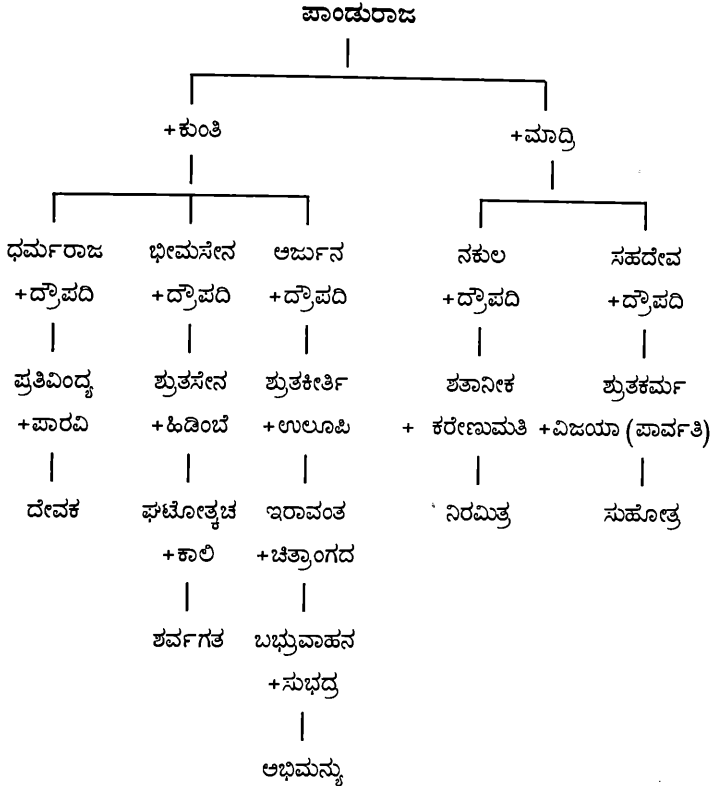 ಪಾಂಡುರಾಜ
+ಕುಂತಿ +ಮಾದ್ರಿ
ಧರ್ಮರಾಜ ಭೀಮಸೇನ ಅರ್ಜುನ ನಕುಲ ಸಹದೇವ
+ದ್ರೌಪದಿ +ದ್ರೌಪದಿ +ದ್ರೌಪದಿ +ದ್ರೌಪದಿ +ದ್ರೌಪದಿ
ಪ್ರತಿವಿಂದ್ಯ ಶ್ರುತಸೇನ ಶ್ರುತಕೀರ್ತಿ ಶತಾನೀಕ ಶ್ರುತಕರ್ಮ
+ಪಾರವಿ +ಹಿಡಿಂಬೆ +ಉಲೂಪಿ + ಕರೇಣುಮತಿ +ವಿಜಯಾ (ಪಾರ್ವತಿ)
ದೇವಕ ಘಟೋತ್ಕಚ ಇರಾವಂತ ನಿರಮಿತ್ರ ಸುಹೋತ್ರ
+ಕಾಲಿ +ಚಿತ್ರಾಂಗದ
ಶರ್ವಗತ ಬಭ್ರುವಾಹನ
+ಸುಭದ್ರ
ಅಭಿಮನ್ಯು